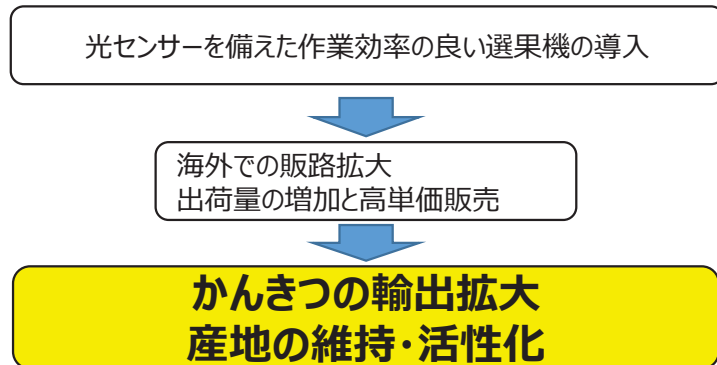 光センサーを備えた作業効率の良い選果機の導入
海外での販路拡大
出荷量の増加と高単価販売
かんきつの輸出拡大
産地の維持・活性化